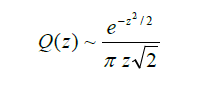 Q(z) ~ e^{-z^2/2} / (π z√2)